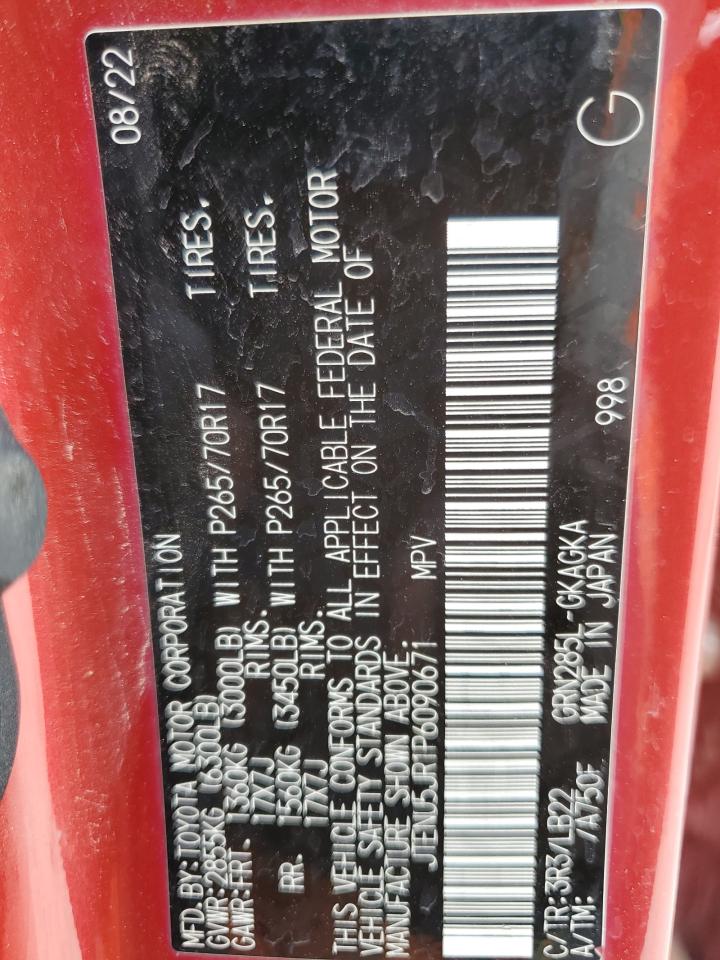 MFD. BY: TOYOTA MOTOR CORPORATION 08/22
GVWR: 2855KG (6300LB)
GAWR: FRT. 1360KG (3000LB) WITH P265/70R17 TIRES.
17X7J RIMS.
RR. 1560KG (3450LB) WITH P265/70R17 TIRES.
17X7J RIMS.
THIS VEHICLE CONFORMS TO ALL APPLICABLE FEDERAL MOTOR
VEHICLE SAFETY STANDARDS IN EFFECT ON THE DATE OF
MANUFACTURE SHOWN ABOVE.
JTENU5JRP6090671 MPV
C/TR: 3R3/LB22 GRN285L-GKAGKA
A/TM: /A750F MADE IN JAPAN 998 G